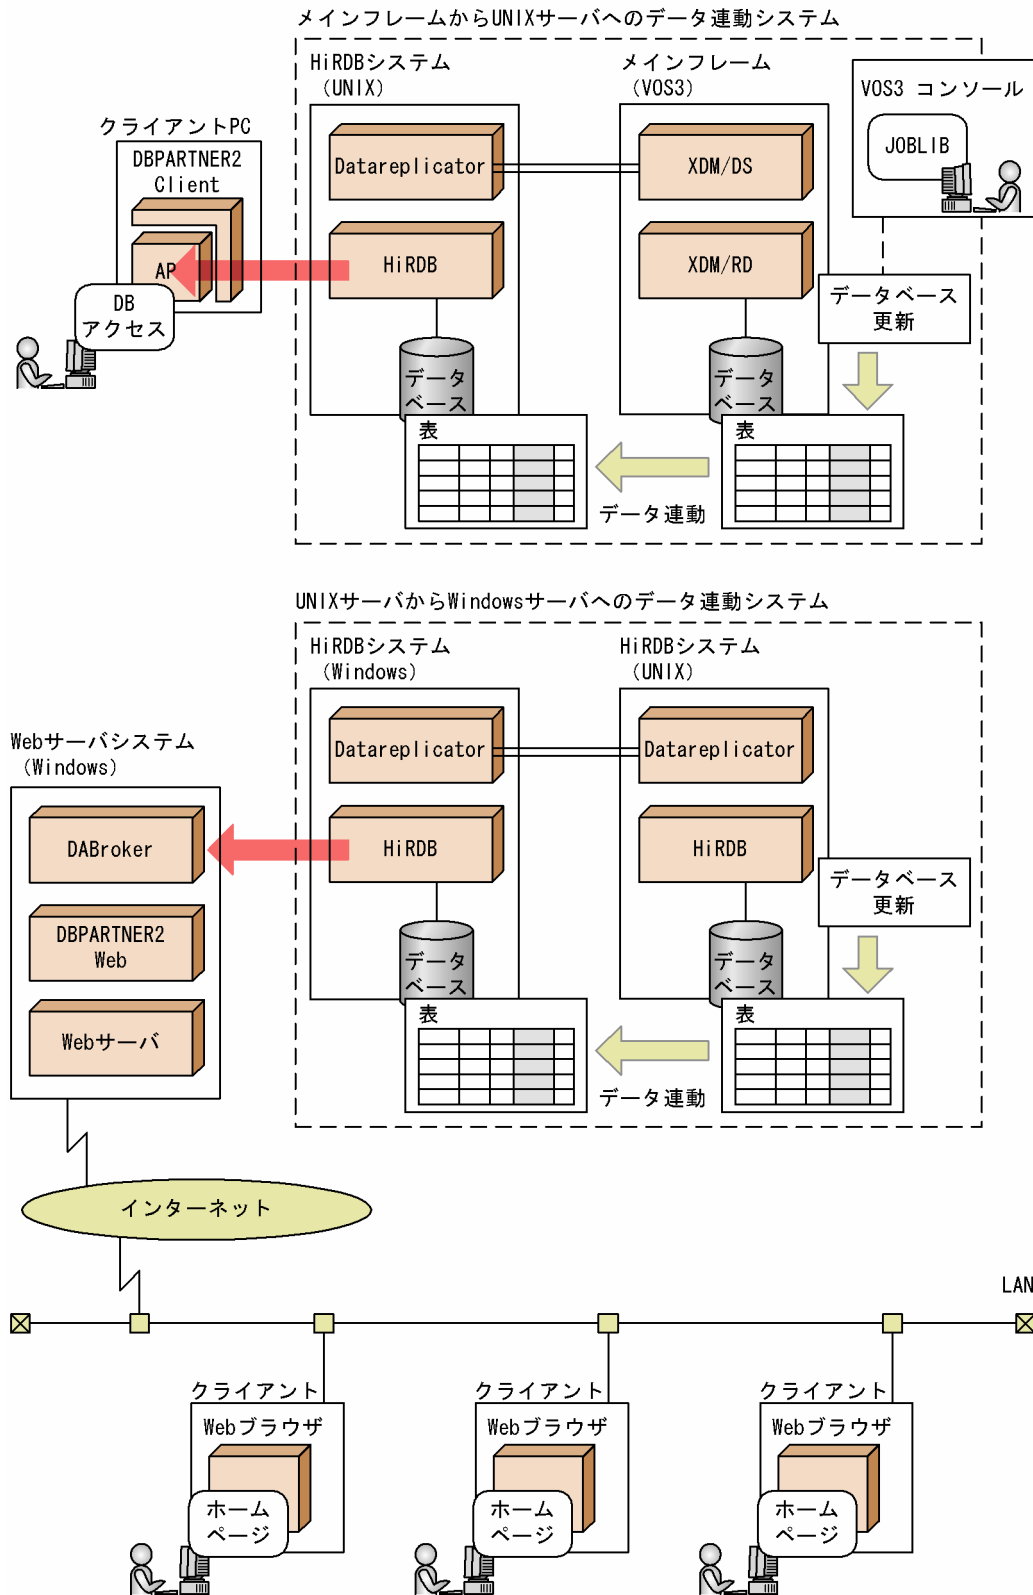 メインフレームからUNIXサーバへのデータ連動システム
HiRDBシステム
(UNIX)
メインフレーム
(VOS3)
VOS3 コンソール
JOBLIB
クライアントPC
DBPARTNER2
Client
Datareplicator
XDM/DS
AP
HiRDB
XDM/RD
DB
アクセス
データベース
更新
データ
ベース
データ
ベース
表
表
データ連動
UNIXサーバからWindowsサーバへのデータ連動システム
HiRDBシステム
(Windows)
HiRDBシステム
(UNIX)
Webサーバシステム
(Windows)
Datareplicator
Datareplicator
DABroker
HiRDB
HiRDB
データベース
更新
DBPARTNER2
Web
データ
ベース
データ
ベース
Webサーバ
表
表
データ連動
インターネット
LAN
クライアント
クライアント
クライアント
Webブラウザ
Webブラウザ
Webブラウザ
ホーム
ページ
ホーム
ページ
ホーム
ページ